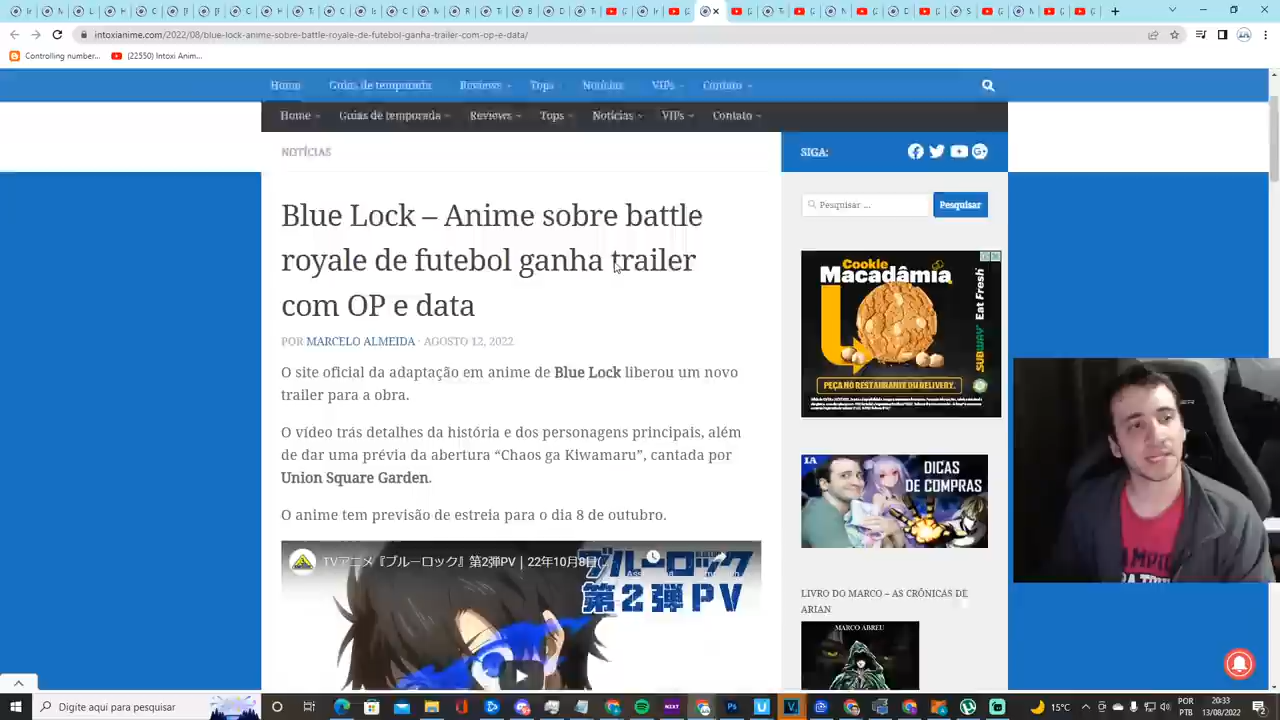 intoxianime.com/2022/08/blue-lock-anime-sobre-battle-royale-de-futebol-ganha-trailer-com-op-e-data/
Controlling number...
(22550) Intoxi Anim...
Home Guias de temporada Reviews Tops Notícias VIPs Contato
Home Guias de temporada Reviews Tops Notícias VIPs Contato
NOTÍCIAS
SIGA:
Blue Lock – Anime sobre battle
royale de futebol ganha trailer
com OP e data
POR MARCELO ALMEIDA · AGOSTO 12, 2022
O site oficial da adaptação em anime de Blue Lock liberou um novo
trailer para a obra.
O vídeo trás detalhes da história e dos personagens principais, além
de dar uma prévia da abertura “Chaos ga Kiwamaru”, cantada por
Union Square Garden.
O anime tem previsão de estreia para o dia 8 de outubro.
TVアニメ『ブルーロック』第2弾PV｜22年10月8日(...
ブルーロック
第2弾PV
Pesquisar ...
Pesquisar
Cookie
Macadâmia
Eat Fresh
SUBWAY
PEÇA NO RESTAURANTE OU DELIVERY.
IA
DICAS
DE COMPRAS
LIVRO DO MARCO – AS CRÔNICAS DE
ARIAN
MARCO ABREU
Digite aqui para pesquisar
NEXT
Ps
15°C
POR
PTB
20:33
13/08/2022